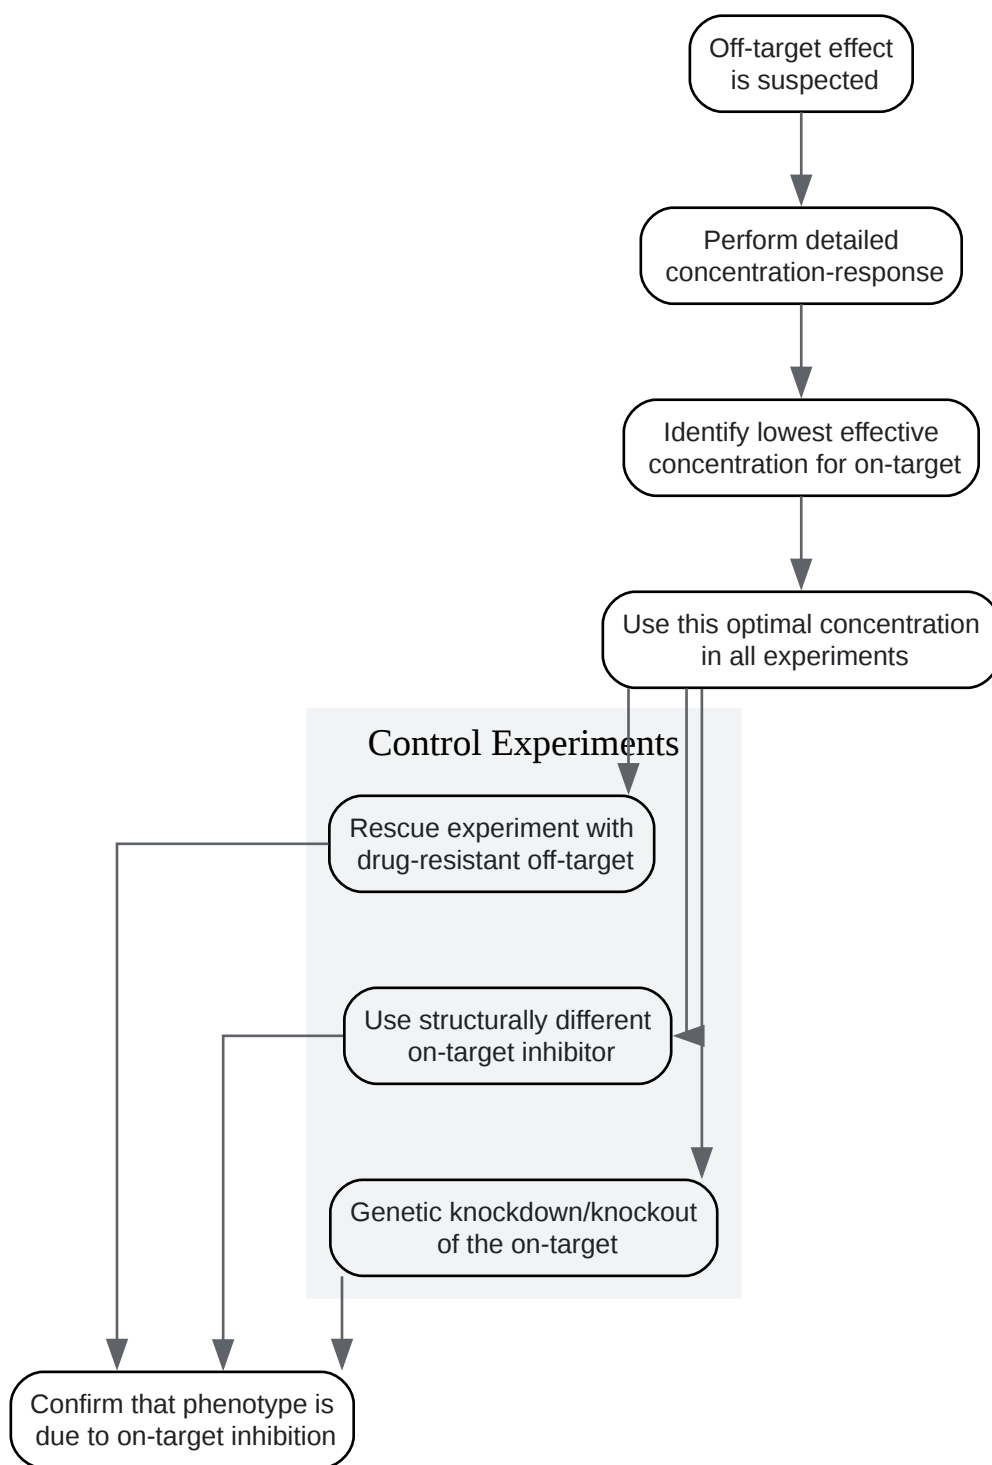 Off-target effect
is suspected
Perform detailed
concentration-response
Identify lowest effective
concentration for on-target
Use this optimal concentration
in all experiments
Control Experiments
Rescue experiment with
drug-resistant off-target
Use structurally different
on-target inhibitor
Genetic knockdown/knockout
of the on-target
Confirm that phenotype is
due to on-target inhibition